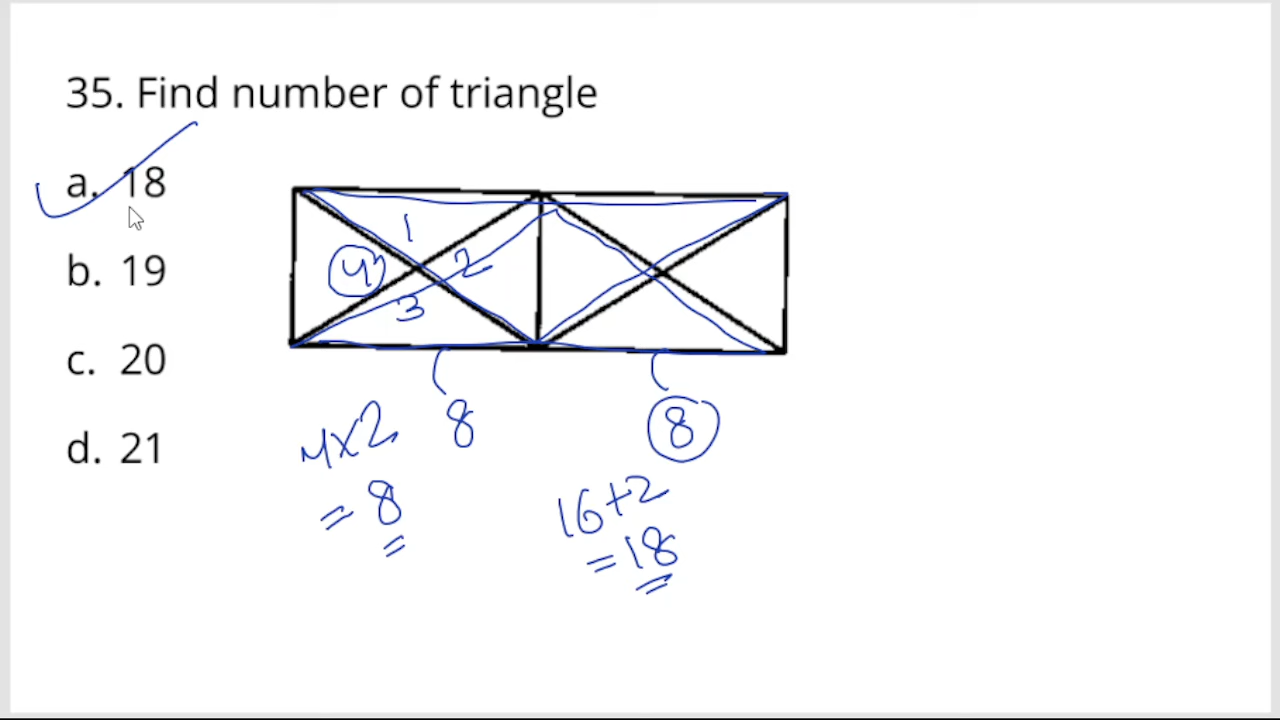 35. Find number of triangle
a. 18
b. 19
c. 20
d. 21
1
4
2
3
4x2
= 8
8
8
16+2
= 18